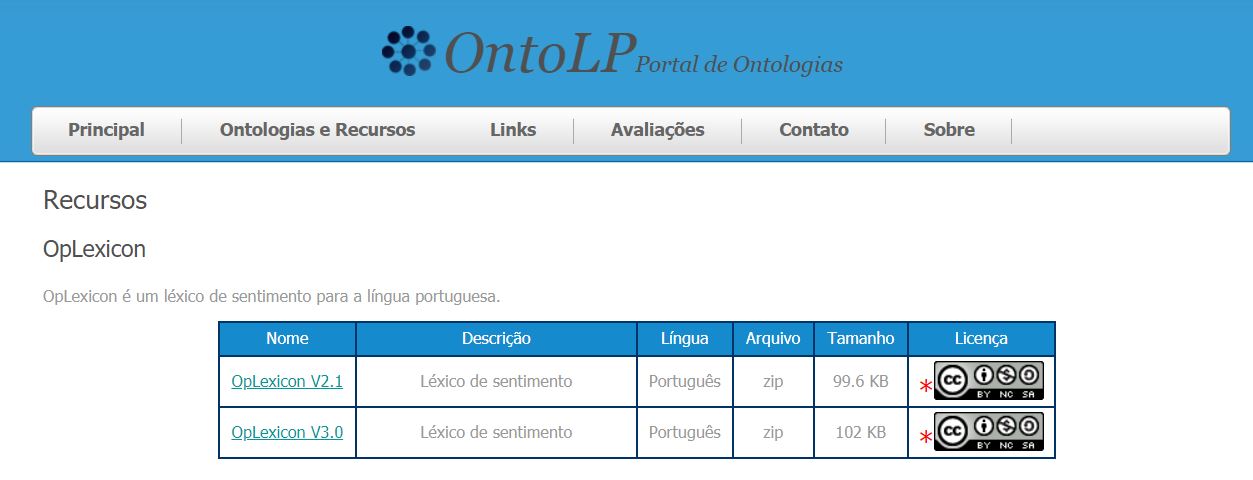 OntoLP Portal de Ontologias
Principal Ontologias e Recursos Links Avaliações Contato Sobre
Recursos
OpLexicon
OpLexicon é um léxico de sentimento para a língua portuguesa.
Nome Descrição Língua Arquivo Tamanho Licença
OpLexicon V2.1 Léxico de sentimento Português zip 99.6 KB * cc BY NC SA
OpLexicon V3.0 Léxico de sentimento Português zip 102 KB * cc BY NC SA